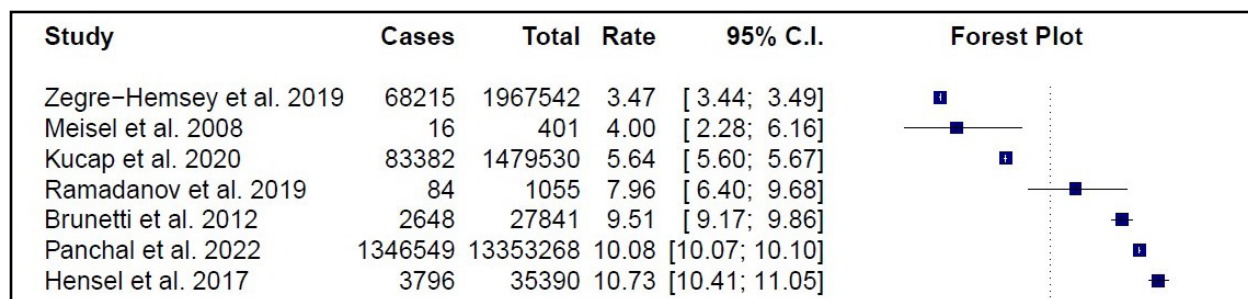 Study Cases Total Rate 95% C.I. Forest Plot
Zegre−Hemsey et al. 2019 68215 1967542 3.47 [ 3.44; 3.49]
Meisel et al. 2008 16 401 4.00 [ 2.28; 6.16]
Kucap et al. 2020 83382 1479530 5.64 [ 5.60; 5.67]
Ramadanov et al. 2019 84 1055 7.96 [ 6.40; 9.68]
Brunetti et al. 2012 2648 27841 9.51 [ 9.17; 9.86]
Panchal et al. 2022 1346549 13353268 10.08 [10.07; 10.10]
Hensel et al. 2017 3796 35390 10.73 [10.41; 11.05]